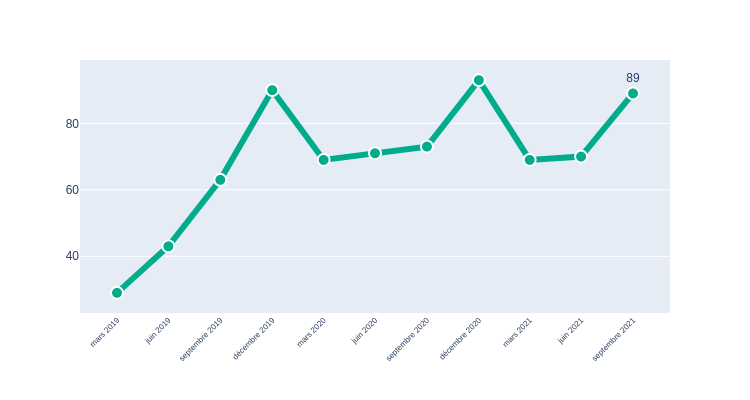 89
80
60
40
mars 2019
juin 2019
septembre 2019
décembre 2019
mars 2020
juin 2020
septembre 2020
décembre 2020
mars 2021
juin 2021
septembre 2021